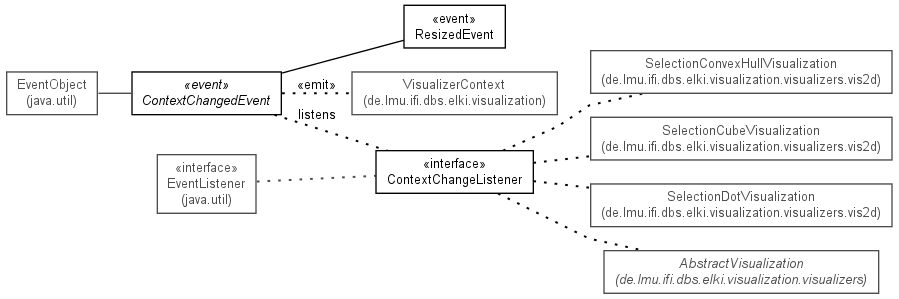 «event»
ResizedEvent
EventObject
(java.util)
«event»
ContextChangedEvent
«emit»
listens
VisualizerContext
(de.lmu.ifi.dbs.elki.visualization)
«interface»
EventListener
(java.util)
«interface»
ContextChangeListener
SelectionConvexHullVisualization
(de.lmu.ifi.dbs.elki.visualization.visualizers.vis2d)
SelectionCubeVisualization
(de.lmu.ifi.dbs.elki.visualization.visualizers.vis2d)
SelectionDotVisualization
(de.lmu.ifi.dbs.elki.visualization.visualizers.vis2d)
AbstractVisualization
(de.lmu.ifi.dbs.elki.visualization.visualizers)